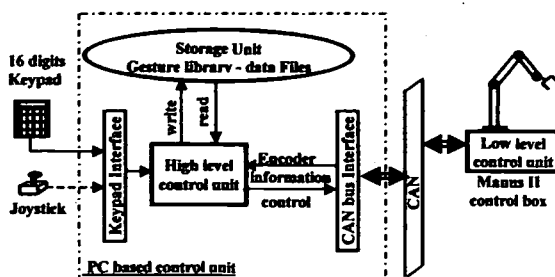 16 digits
Keypad
Joystick
Storage Unit
Gesture library - data Files
write
read
Keypad Interface
High level
control unit
Encoder
information
control
CAN bus Interface
PC based control unit
CAN
Low level
control unit
Manus II
control box